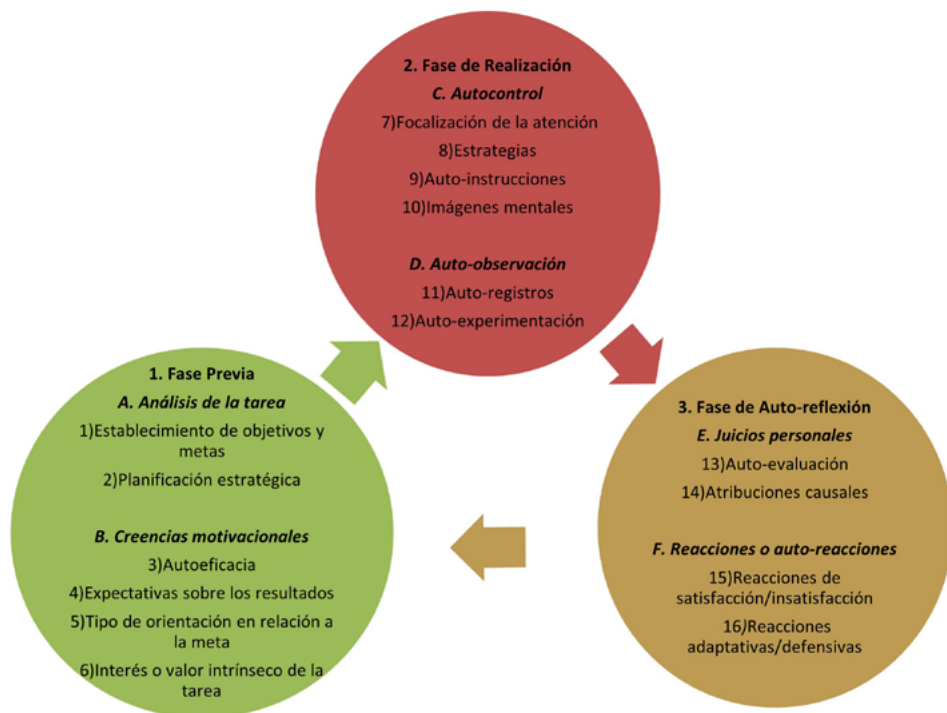 1. Fase Previa
A. Análisis de la tarea
1)Establecimiento de objetivos y
metas
2)Planificación estratégica
B. Creencias motivacionales
3)Autoeficacia
4)Expectativas sobre los resultados
5)Tipo de orientación en relación a
la meta
6)Interés o valor intrínseco de la
tarea
2. Fase de Realización
C. Autocontrol
7)Focalización de la atención
8)Estrategias
9)Auto-instrucciones
10)Imágenes mentales
D. Auto-observación
11)Auto-registros
12)Auto-experimentación
3. Fase de Auto-reflexión
E. Juicios personales
13)Auto-evaluación
14)Atribuciones causales
F. Reacciones o auto-reacciones
15)Reacciones de
satisfacción/insatisfacción
16)Reacciones
adaptativas/defensivas